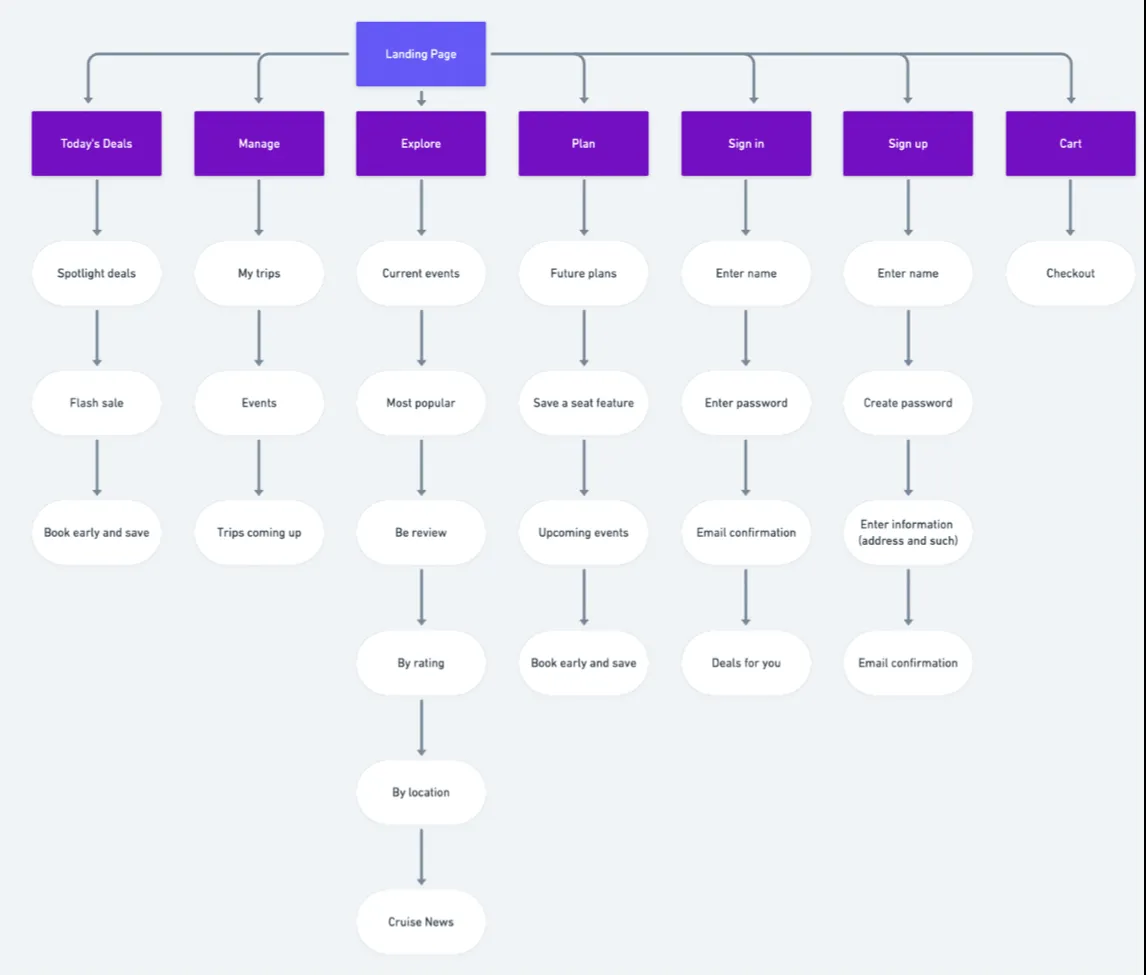 Landing Page
Today's Deals
Manage
Explore
Plan
Sign in
Sign up
Cart
Spotlight deals
My trips
Current events
Future plans
Enter name
Enter name
Checkout
Flash sale
Events
Most popular
Save a seat feature
Enter password
Create password
Book early and save
Trips coming up
Be review
Upcoming events
Email confirmation
Enter information
(address and such)
By rating
Book early and save
Deals for you
Email confirmation
By location
Cruise News